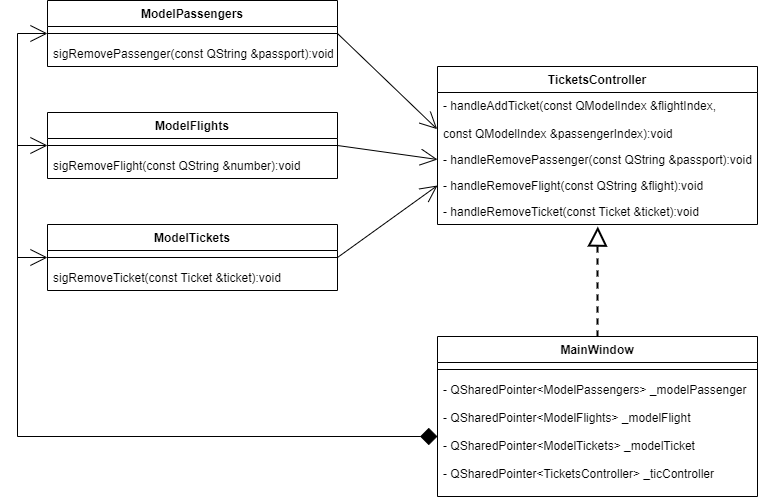 ModelPassengers
sigRemovePassenger(const QString &passport):void
ModelFlights
sigRemoveFlight(const QString &number):void
ModelTickets
sigRemoveTicket(const Ticket &ticket):void
TicketsController
- handleAddTicket(const QModelIndex &flightIndex,
const QModelIndex &passengerIndex):void
- handleRemovePassenger(const QString &passport):void
- handleRemoveFlight(const QString &flight):void
- handleRemoveTicket(const Ticket &ticket):void
MainWindow
- QSharedPointer<ModelPassengers> _modelPassenger
- QSharedPointer<ModelFlights> _modelFlight
- QSharedPointer<ModelTickets> _modelTicket
- QSharedPointer<TicketsController> _ticController